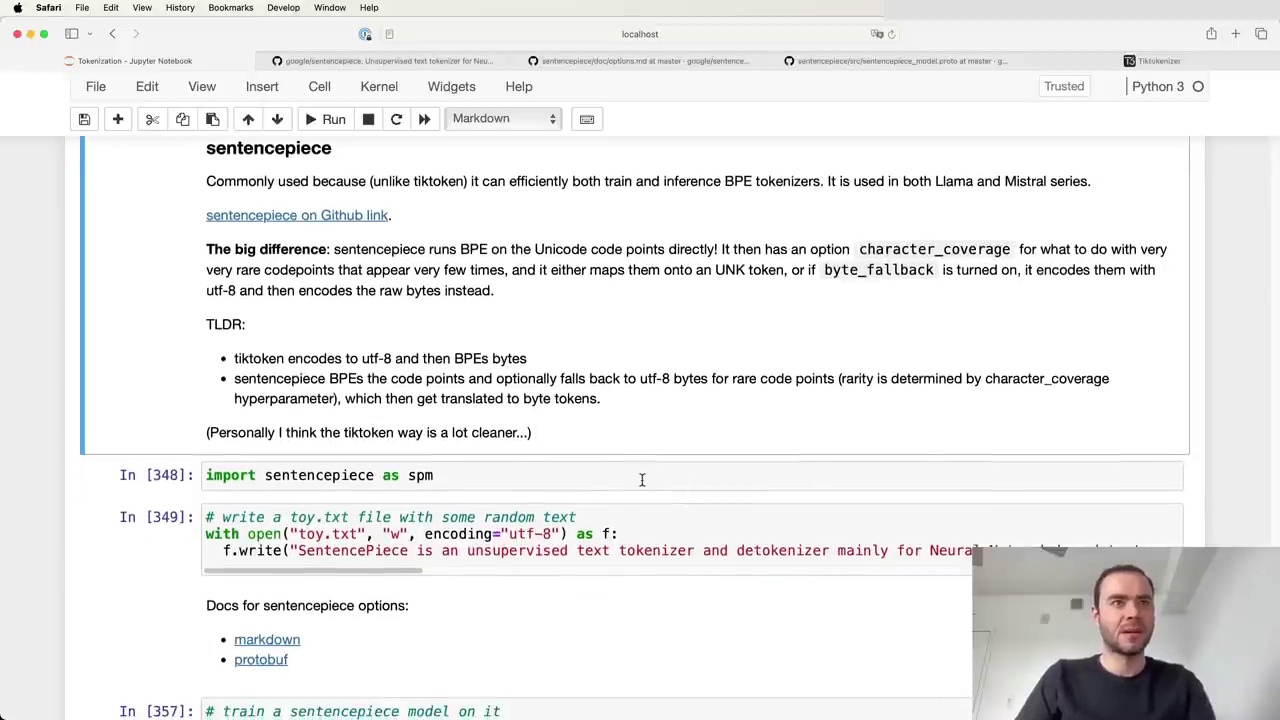 Safari File Edit View History Bookmarks Develop Window Help
localhost
Tokenization - Jupyter Notebook
google/sentencepiece: Unsupervised text tokenizer for Neu...
sentencepiece/doc/options.md at master · google/sentence...
sentencepiece/src/sentencepiece_model.proto at master · g...
Tiktokenizer
File Edit View Insert Cell Kernel Widgets Help
Trusted
Python 3
Run
Markdown
sentencepiece
Commonly used because (unlike tiktoken) it can efficiently both train and inference BPE tokenizers. It is used in both Llama and Mistral series.
sentencepiece on Github link.
The big difference: sentencepiece runs BPE on the Unicode code points directly! It then has an option character_coverage for what to do with very
very rare codepoints that appear very few times, and it either maps them onto an UNK token, or if byte_fallback is turned on, it encodes them with
utf-8 and then encodes the raw bytes instead.
TLDR:
• tiktoken encodes to utf-8 and then BPEs bytes
• sentencepiece BPEs the code points and optionally falls back to utf-8 bytes for rare code points (rarity is determined by character_coverage
hyperparameter), which then get translated to byte tokens.
(Personally I think the tiktoken way is a lot cleaner...)
In [348]: import sentencepiece as spm
In [349]: # write a toy.txt file with some random text
with open("toy.txt", "w", encoding="utf-8") as f:
f.write("SentencePiece is an unsupervised text tokenizer and detokenizer mainly for Neural
Docs for sentencepiece options:
• markdown
• protobuf
In [357]: # train a sentencepiece model on it